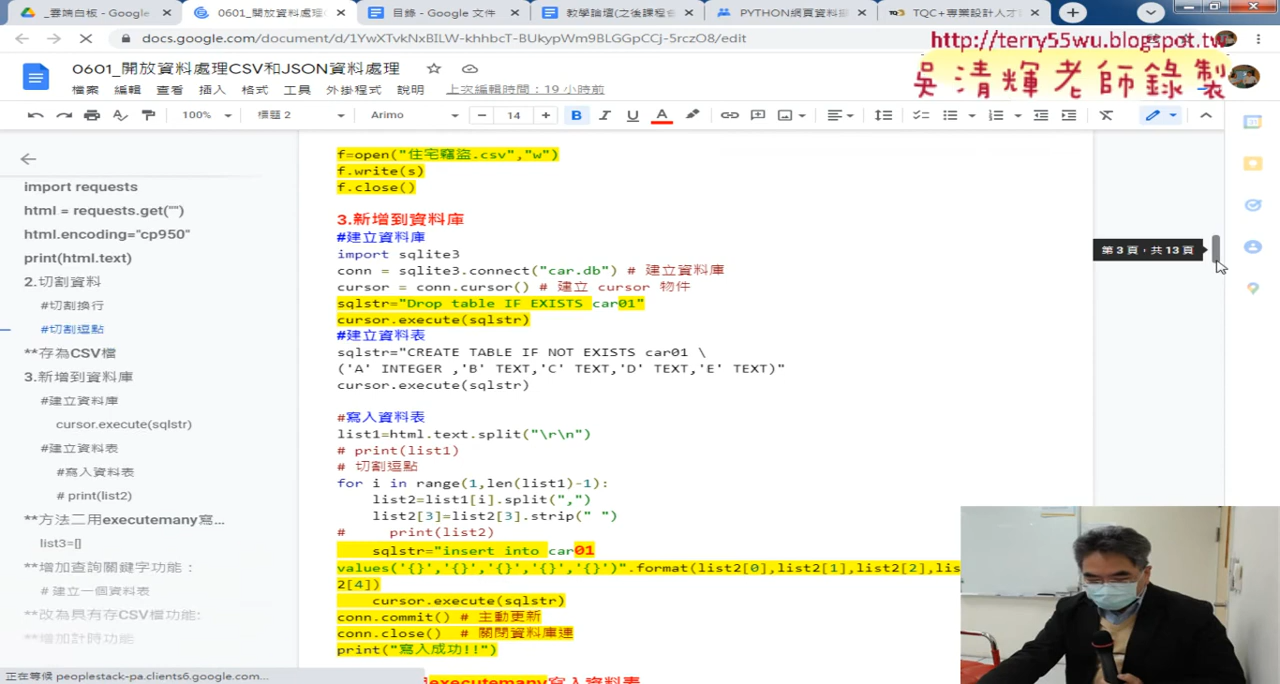 _雲端白板 - Google
0601_開放資料處理C
目錄 - Google 文件
教學論壇(之後課程
PYTHON網頁資料
TQC+專業設計人才
docs.google.com/document/d/1YwXTvkNxBILW-khhbcT-BUkypWm9BLGGpCCj-5rczO8/edit
http://terry55wu.blogspot.tw
吳清輝老師錄製
0601_開放資料處理CSV和JSON資料處理
檔案 編輯 查看 插入 格式 工具 外掛程式 說明 上次編輯時間：19 小時前
100% 標題 2 Arimo 14 B I U A
import requests
html = requests.get("")
html.encoding="cp950"
print(html.text)
2.切割資料
#切割換行
#切割逗點
**存為CSV檔
3.新增到資料庫
#建立資料庫
cursor.execute(sqlstr)
#建立資料表
#寫入資料表
# print(list2)
**方法二用executemany寫...
list3=[]
**增加查詢關鍵字功能：
# 建立一個資料表
**改為具有存CSV檔功能:
**增加計時功能
f=open("住宅竊盜.csv","w")
f.write(s)
f.close()
3.新增到資料庫
#建立資料庫
import sqlite3
conn = sqlite3.connect("car.db") # 建立資料庫
cursor = conn.cursor() # 建立 cursor 物件
sqlstr="Drop table IF EXISTS car01"
cursor.execute(sqlstr)
#建立資料表
sqlstr="CREATE TABLE IF NOT EXISTS car01 \
('A' INTEGER ,'B' TEXT,'C' TEXT,'D' TEXT,'E' TEXT)"
cursor.execute(sqlstr)
#寫入資料表
list1=html.text.split("\r\n")
# print(list1)
# 切割逗點
for i in range(1,len(list1)-1):
list2=list1[i].split(",")
list2[3]=list2[3].strip(" ")
# print(list2)
sqlstr="insert into car01
values('{}','{}','{}','{}','{}')".format(list2[0],list2[1],list2[2],lis
2[4])
cursor.execute(sqlstr)
conn.commit() # 主動更新
conn.close() # 關閉資料庫連
print("寫入成功!!")
用executemany寫入資料表
第 3 頁，共 13 頁
正在等候 peoplestack-pa.clients6.google.com...